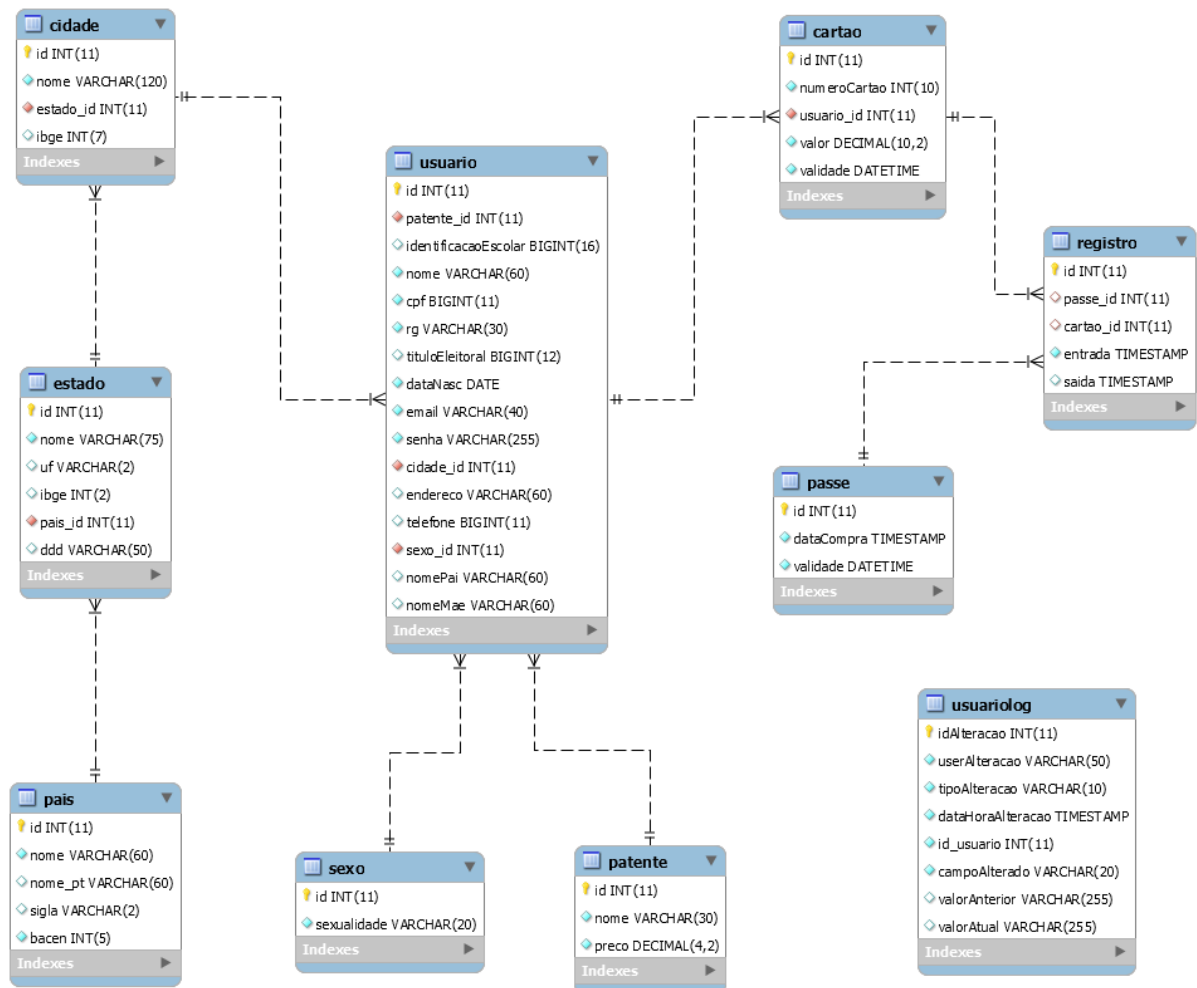 cidade
id INT(11)
nome VARCHAR(120)
estado_id INT(11)
ibge INT(7)
Indexes
estado
id INT(11)
nome VARCHAR(75)
uf VARCHAR(2)
ibge INT(2)
pais_id INT(11)
ddd VARCHAR(50)
Indexes
pais
id INT(11)
nome VARCHAR(60)
nome_pt VARCHAR(60)
sigla VARCHAR(2)
bacen INT(5)
Indexes
usuario
id INT(11)
patente_id INT(11)
identificacaoEscolar BIGINT(16)
nome VARCHAR(60)
cpf BIGINT(11)
rg VARCHAR(30)
tituloEleitoral BIGINT(12)
dataNasc DATE
email VARCHAR(40)
senha VARCHAR(255)
cidade_id INT(11)
endereco VARCHAR(60)
telefone BIGINT(11)
sexo_id INT(11)
nomePai VARCHAR(60)
nomeMae VARCHAR(60)
Indexes
sexo
id INT(11)
sexualidade VARCHAR(20)
Indexes
patente
id INT(11)
nome VARCHAR(30)
preco DECIMAL(4,2)
Indexes
cartao
id INT(11)
numeroCartao INT(10)
usuario_id INT(11)
valor DECIMAL(10,2)
validade DATETIME
Indexes
registro
id INT(11)
passe_id INT(11)
cartao_id INT(11)
entrada TIMESTAMP
saida TIMESTAMP
Indexes
passe
id INT(11)
dataCompra TIMESTAMP
validade DATETIME
Indexes
usuariolog
idAlteracao INT(11)
userAlteracao VARCHAR(50)
tipoAlteracao VARCHAR(10)
dataHoraAlteracao TIMESTAMP
id_usuario INT(11)
campoAlterado VARCHAR(20)
valorAnterior VARCHAR(255)
valorAtual VARCHAR(255)
Indexes